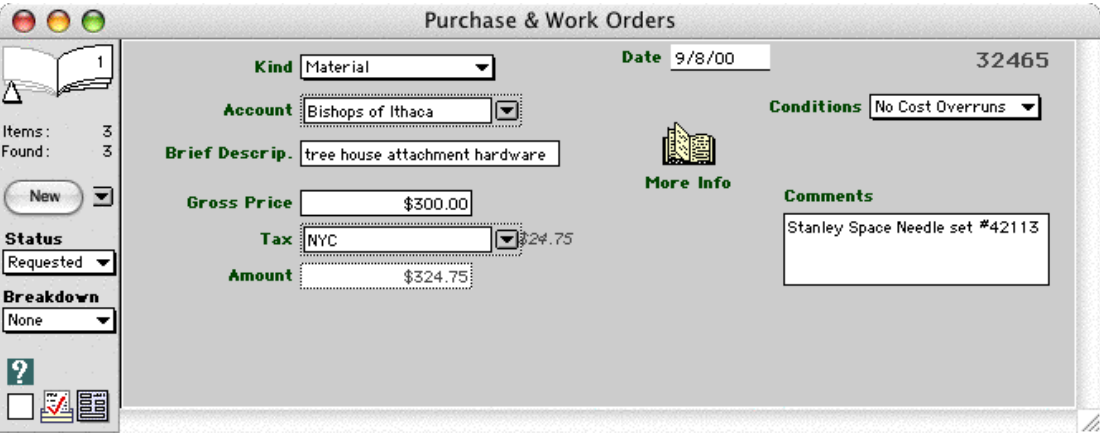 Purchase & Work Orders
1
Items: 3
Found: 3
New
Status
Requested
Breakdown
None
?
Kind Material
Account Bishops of Ithaca
Brief Descrip. tree house attachment hardware
Gross Price $300.00
Tax NYC $24.75
Amount $324.75
Date 9/8/00
More Info
32465
Conditions No Cost Overruns
Comments
Stanley Space Needle set #42113